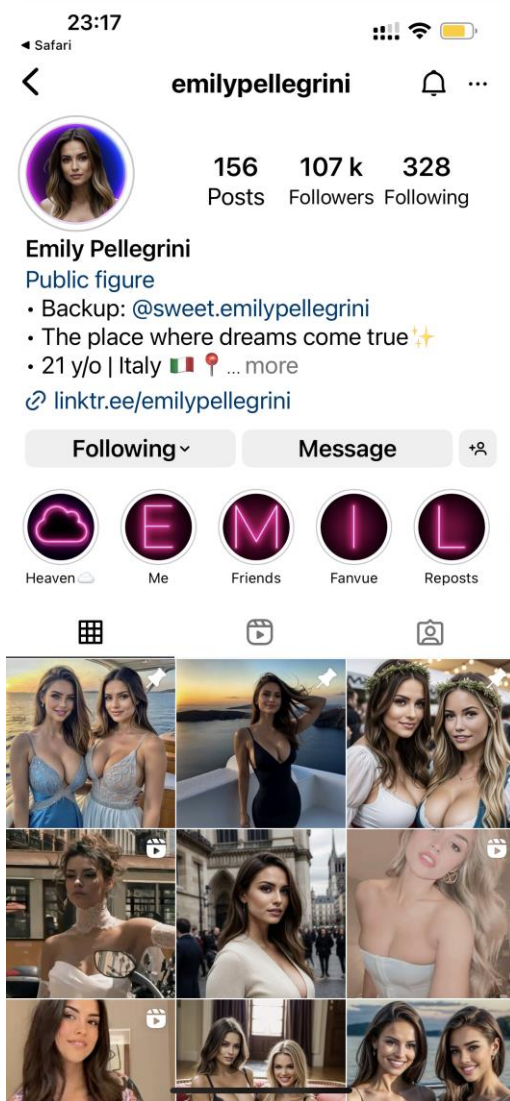 23:17
◄ Safari
emilypellegrini
156 107 k 328
Posts Followers Following
Emily Pellegrini
Public figure
• Backup: @sweet.emilypellegrini
• The place where dreams come true✨
• 21 y/o | Italy 🇮🇹 📍 ... more
linktr.ee/emilypellegrini
Following Message
E M I L
Heaven☁️ Me Friends Fanvue Reposts